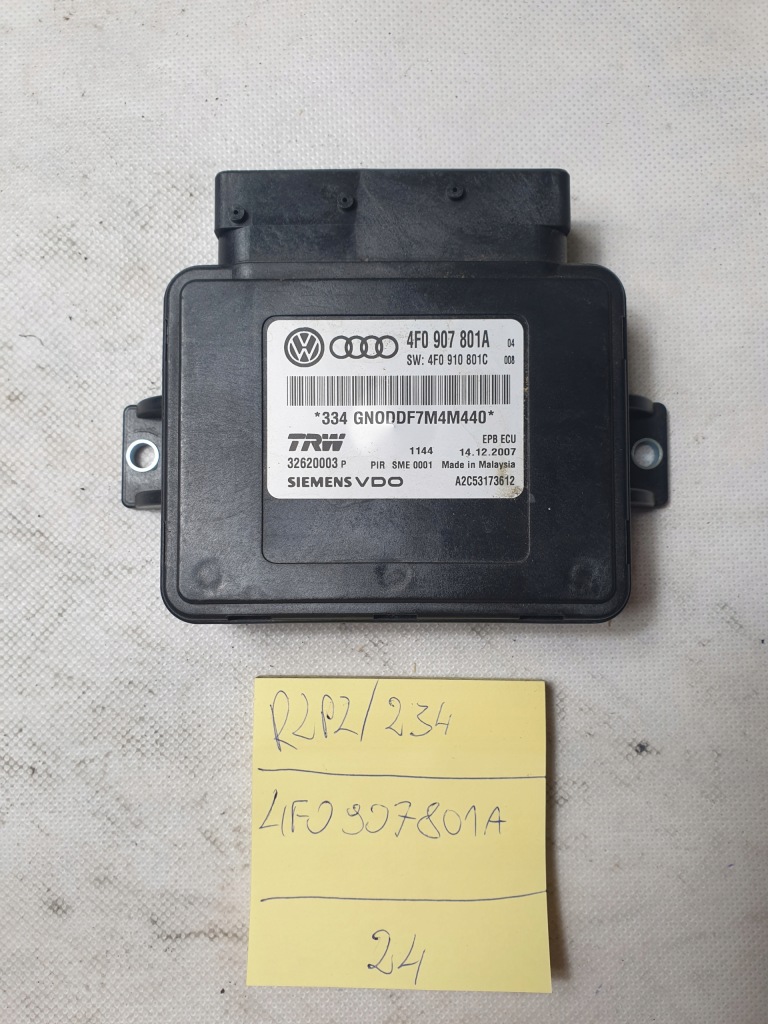 4F0 907 801A 04
SW: 4F0 910 801C 008
*334 GNODDF7M4M440*
TRW EPB ECU
1144 14.12.2007
32620003 P PIR SME 0001 Made in Malaysia
SIEMENS VDO A2C53173612
R2P2/234
4F0907801A
24